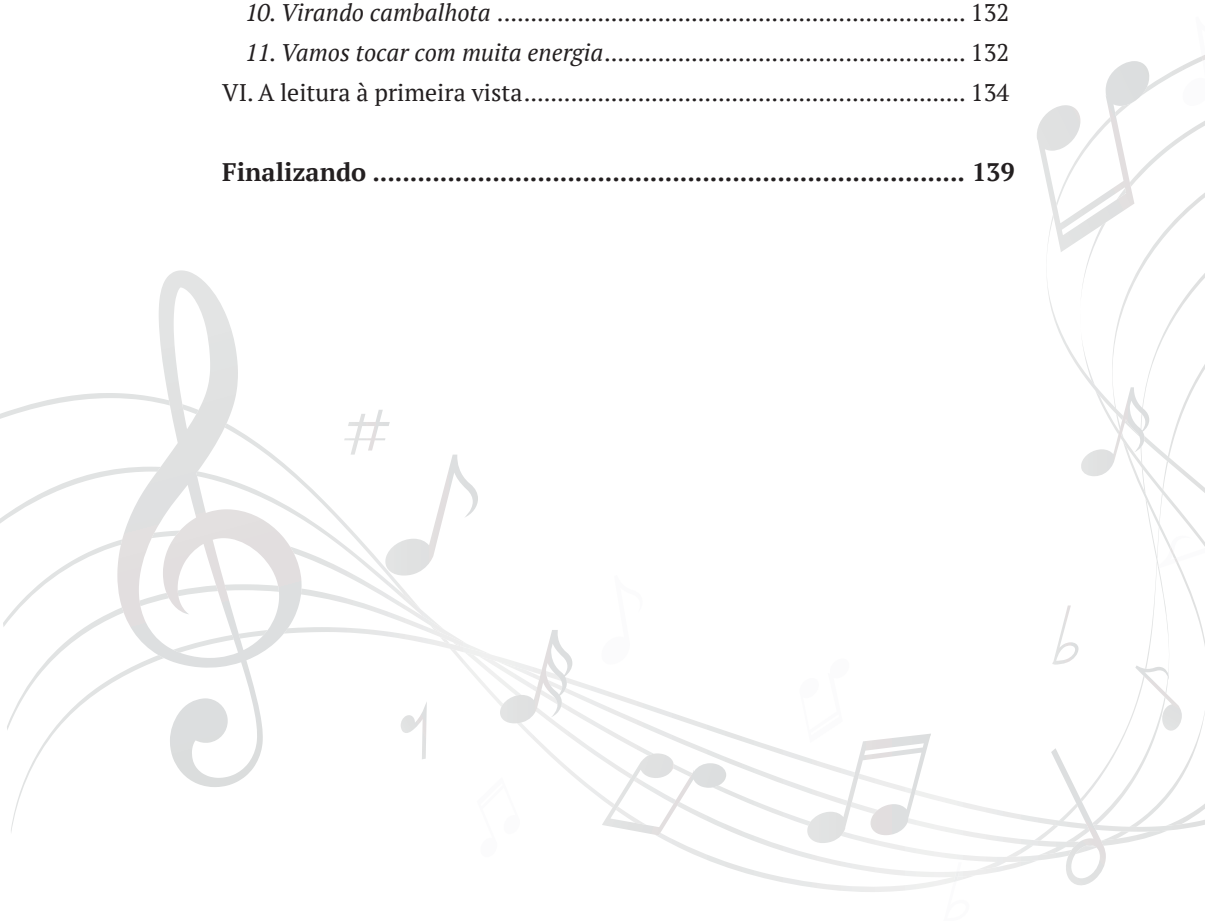 10. Virando cambalhota ................................................................ 132
11. Vamos tocar com muita energia................................................. 132
VI. A leitura à primeira vista............................................................ 134
Finalizando ............................................................................... 139